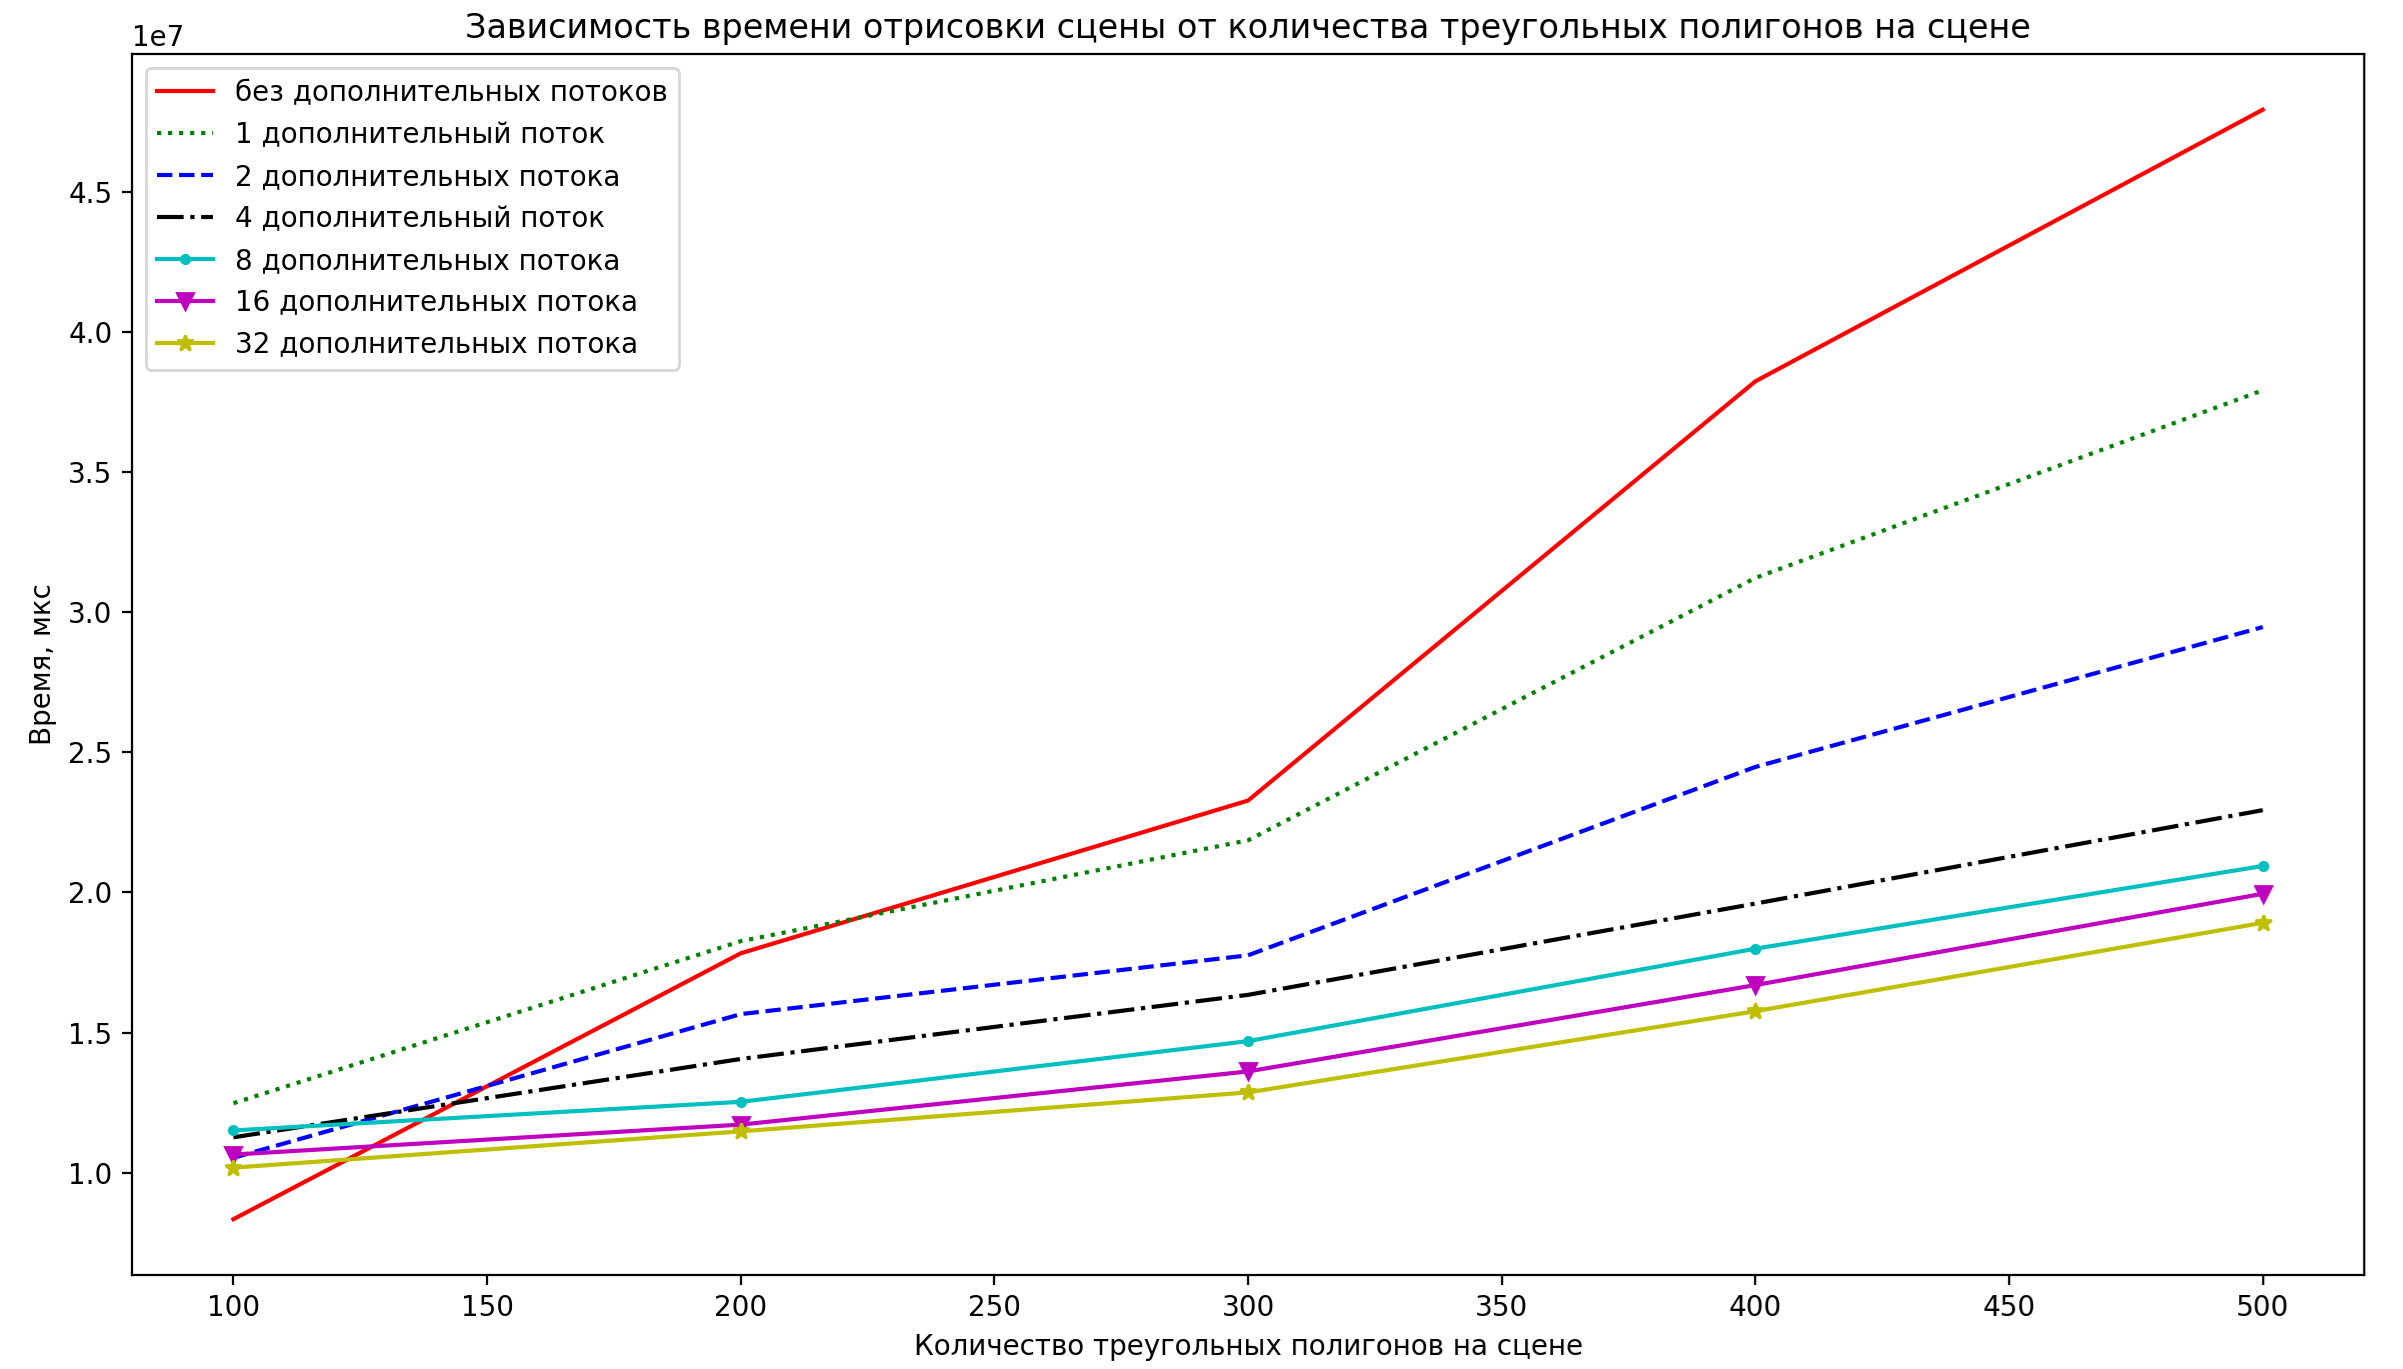 Зависимость времени отрисовки сцены от количества треугольных полигонов на сцене
1e7
без дополнительных потоков
1 дополнительный поток
2 дополнительных потока
4 дополнительный поток
8 дополнительных потока
16 дополнительных потока
32 дополнительных потока
4.5
4.0
3.5
3.0
2.5
2.0
1.5
1.0
Время, мкс
100 150 200 250 300 350 400 450 500
Количество треугольных полигонов на сцене